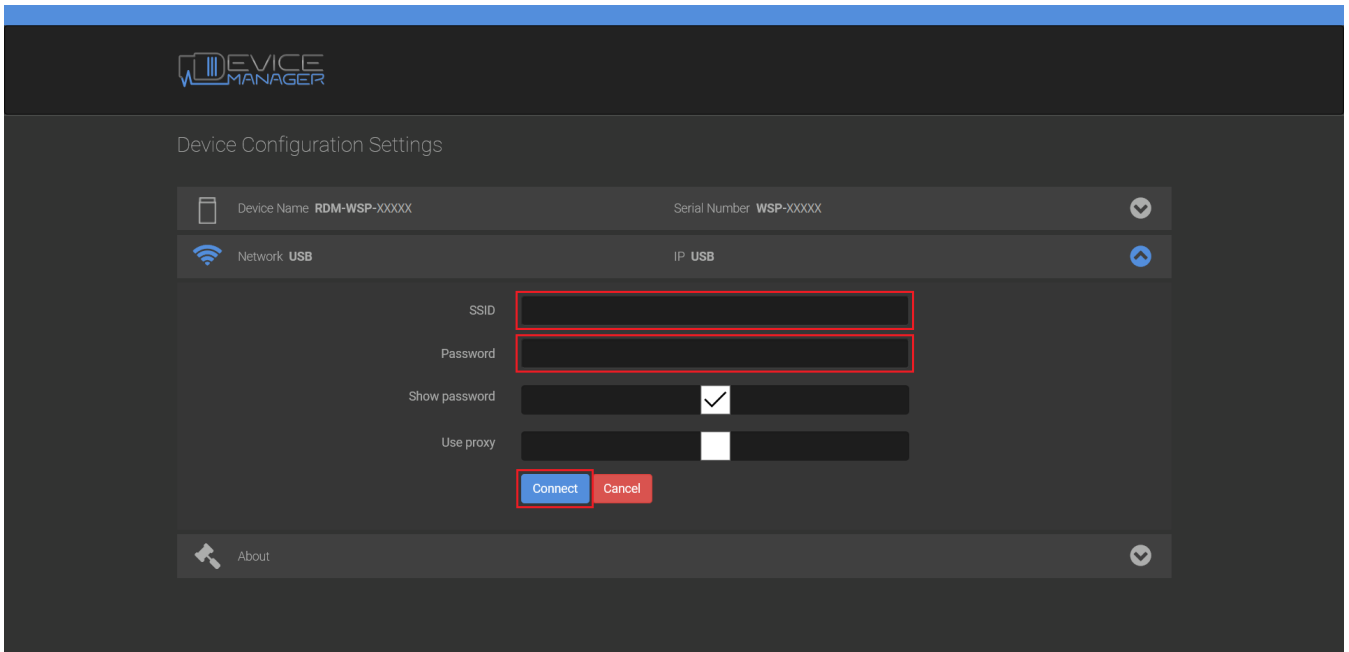 DEVICE
MANAGER
Device Configuration Settings
Device Name RDM-WSP-XXXXX Serial Number WSP-XXXXX
Network USB IP USB
SSID
Password
Show password
Use proxy
Connect Cancel
About